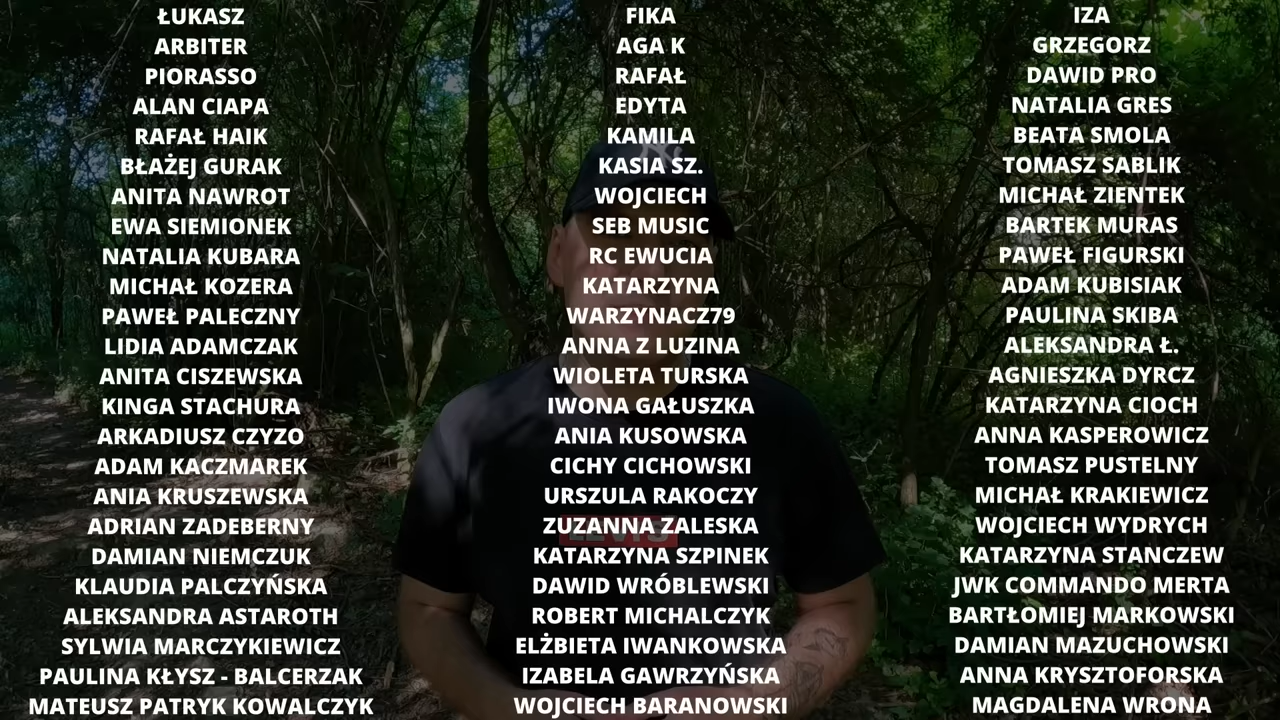 ŁUKASZ
ARBITER
PIORASSO
ALAN CIAPA
RAFAŁ HAIK
BŁAŻEJ GURAK
ANITA NAWROT
EWA SIEMIONEK
NATALIA KUBARA
MICHAŁ KOZERA
PAWEŁ PALECZNY
LIDIA ADAMCZAK
ANITA CISZEWSKA
KINGA STACHURA
ARKADIUSZ CZYZO
ADAM KACZMAREK
ANIA KRUSZEWSKA
ADRIAN ZADEBERNY
DAMIAN NIEMCZUK
KLAUDIA PALCZYŃSKA
ALEKSANDRA ASTAROTH
SYLWIA MARCZYKIEWICZ
PAULINA KŁYSZ - BALCERZAK
MATEUSZ PATRYK KOWALCZYK
FIKA
AGA K
RAFAŁ
EDYTA
KAMILA
KASIA SZ.
WOJCIECH
SEB MUSIC
RC EWUCIA
KATARZYNA
WARZYNACZ79
ANNA Z LUZINA
WIOLETA TURSKA
IWONA GAŁUSZKA
ANIA KUSOWSKA
CICHY CICHOWSKI
URSZULA RAKOCZY
ZUZANNA ZALESKA
KATARZYNA SZPINEK
DAWID WRÓBLEWSKI
ROBERT MICHALCZYK
ELŻBIETA IWANKOWSKA
IZABELA GAWRZYŃSKA
WOJCIECH BARANOWSKI
IZA
GRZEGORZ
DAWID PRO
NATALIA GRES
BEATA SMOLA
TOMASZ SABLIK
MICHAŁ ZIENTEK
BARTEK MURAS
PAWEŁ FIGURSKI
ADAM KUBISIAK
PAULINA SKIBA
ALEKSANDRA Ł.
AGNIESZKA DYRCZ
KATARZYNA CIOCH
ANNA KASPEROWICZ
TOMASZ PUSTELNY
MICHAŁ KRAKIEWICZ
WOJCIECH WYDRYCH
KATARZYNA STANCZEW
JWK COMMANDO MERTA
BARTŁOMIEJ MARKOWSKI
DAMIAN MAZUCHOWSKI
ANNA KRYSZTOFORSKA
MAGDALENA WRONA